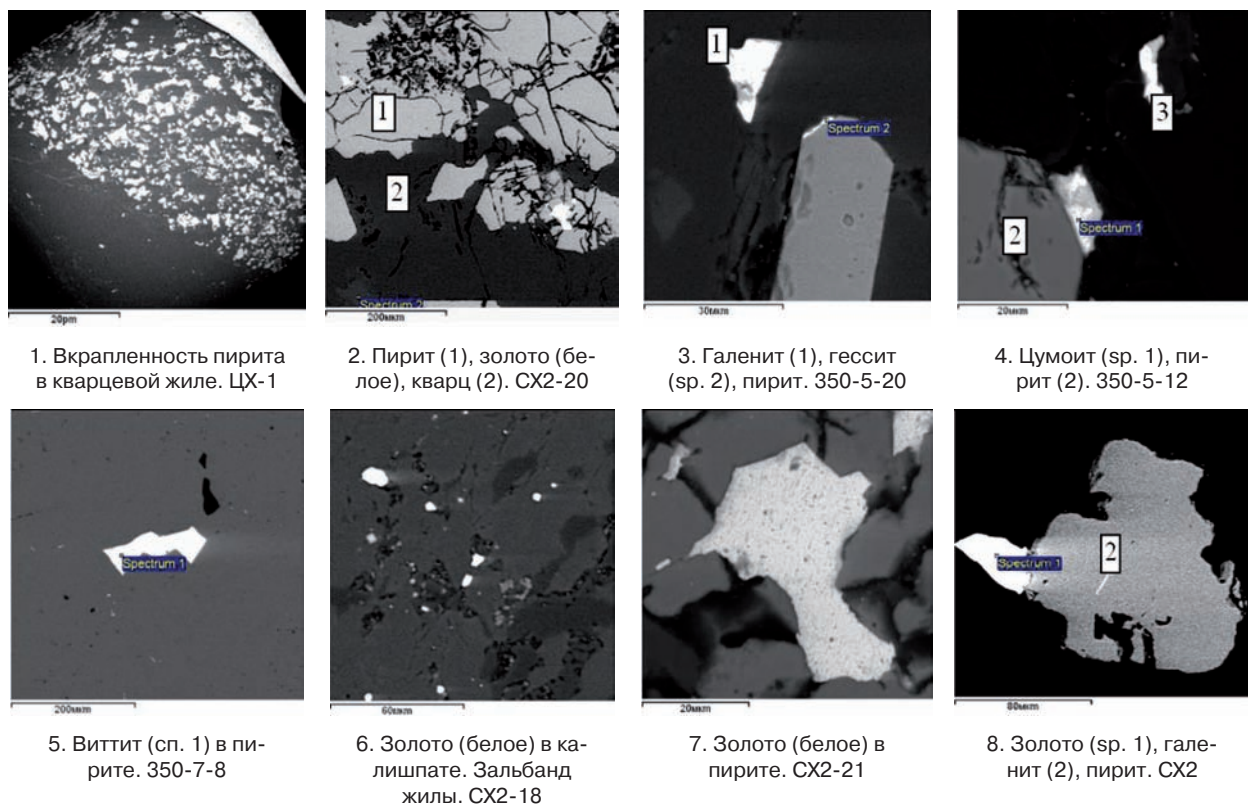 20pm
1
2
Spectrum 2
200мкm
1
Spectrum 2
30мкm
3
2
Spectrum 1
20мкm
1. Вкрапленность пирита
в кварцевой жиле. ЦХ-1
2. Пирит (1), золото (бе-
лое), кварц (2). СХ2-20
3. Галенит (1), гессит
(sp. 2), пирит. 350-5-20
4. Цумоит (sp. 1), пи-
рит (2). 350-5-12
Spectrum 1
200мкm
60мкm
20мкm
Spectrum 1
2
80мкm
5. Виттит (сп. 1) в пи-
рите. 350-7-8
6. Золото (белое) в ка-
лишпате. Зальбанд
жилы. СХ2-18
7. Золото (белое) в
пирите. СХ2-21
8. Золото (sp. 1), гале-
нит (2), пирит. СХ2